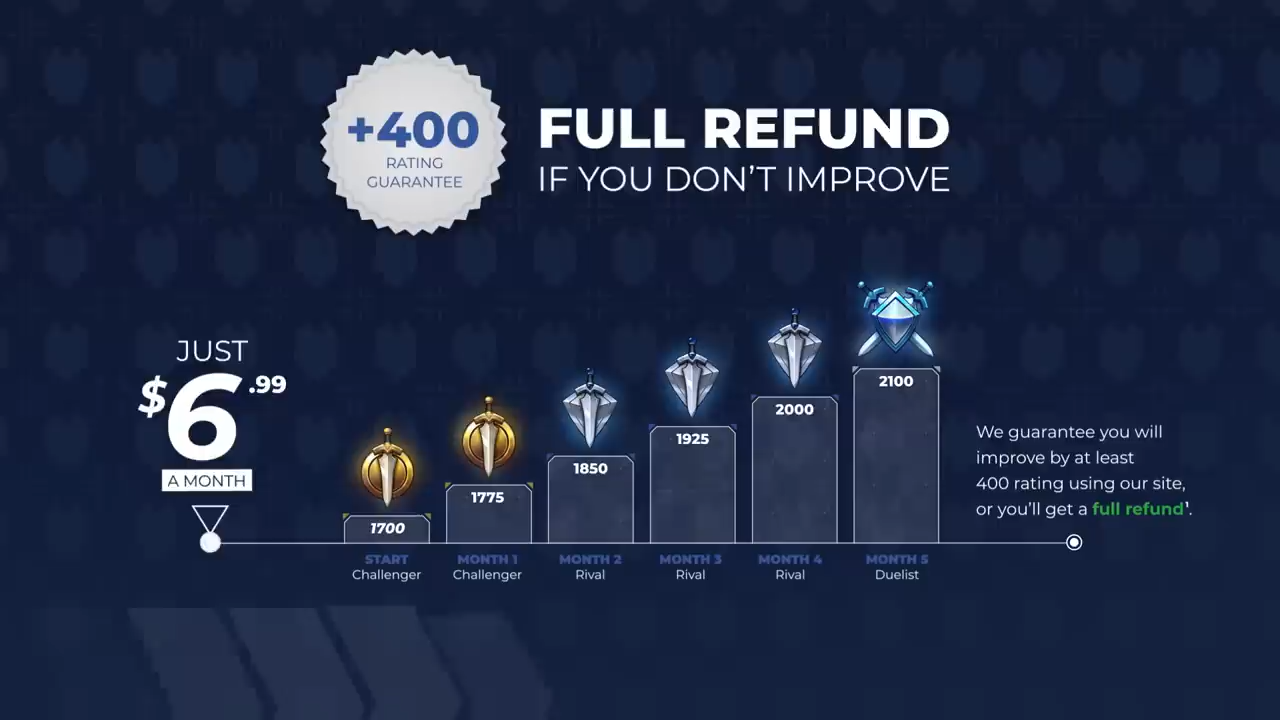 +400
RATING
GUARANTEE
FULL REFUND
IF YOU DON'T IMPROVE
JUST
$6.99
A MONTH
1700
1775
1850
1925
2000
2100
START
Challenger
MONTH 1
Challenger
MONTH 2
Rival
MONTH 3
Rival
MONTH 4
Rival
MONTH 5
Duelist
We guarantee you will
improve by at least
400 rating using our site,
or you'll get a full refund¹.